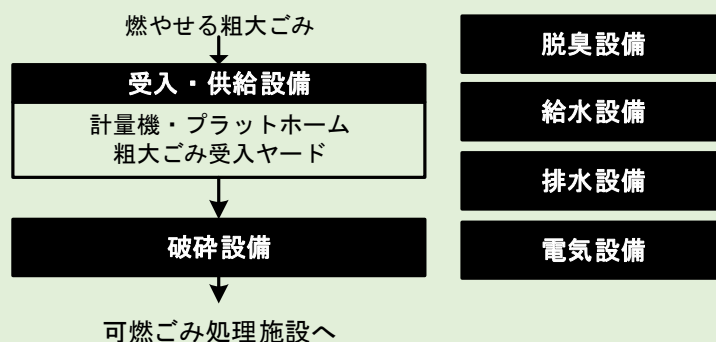 燃やせる粗大ごみ
受入・供給設備
計量機・プラットホーム
粗大ごみ受入ヤード
破砕設備
可燃ごみ処理施設へ
脱臭設備
給水設備
排水設備
電気設備